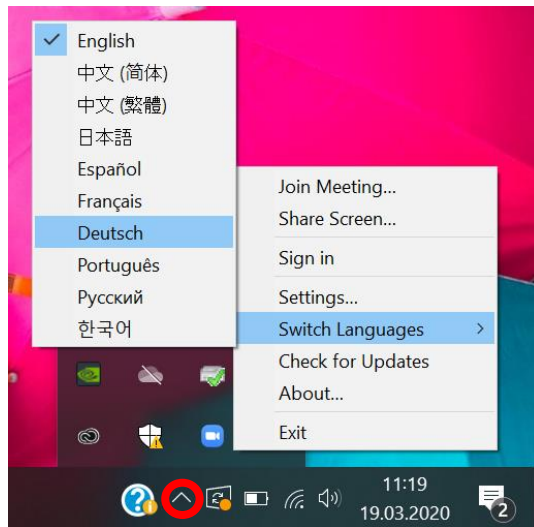 English
中文 (简体)
中文 (繁體)
日本語
Español
Français
Deutsch
Português
Русский
한국어
Join Meeting...
Share Screen...
Sign in
Settings...
Switch Languages
Check for Updates
About...
Exit
11:19
19.03.2020
2